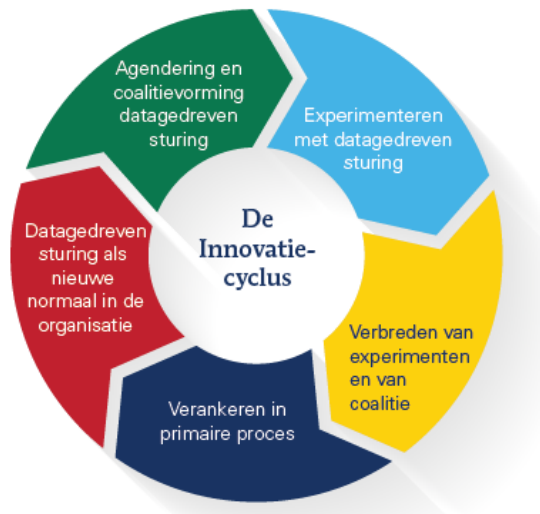 Agendering en
coalitievorming
datagedreven
sturing
Experimenteren
met datagedreven
sturing
De
Innovatie-
cyclus
Datagedreven
sturing als
nieuwe
normaal in de
organisatie
Verbreden van
experimenten
en van
coalitie
Verankeren in
primaire proces